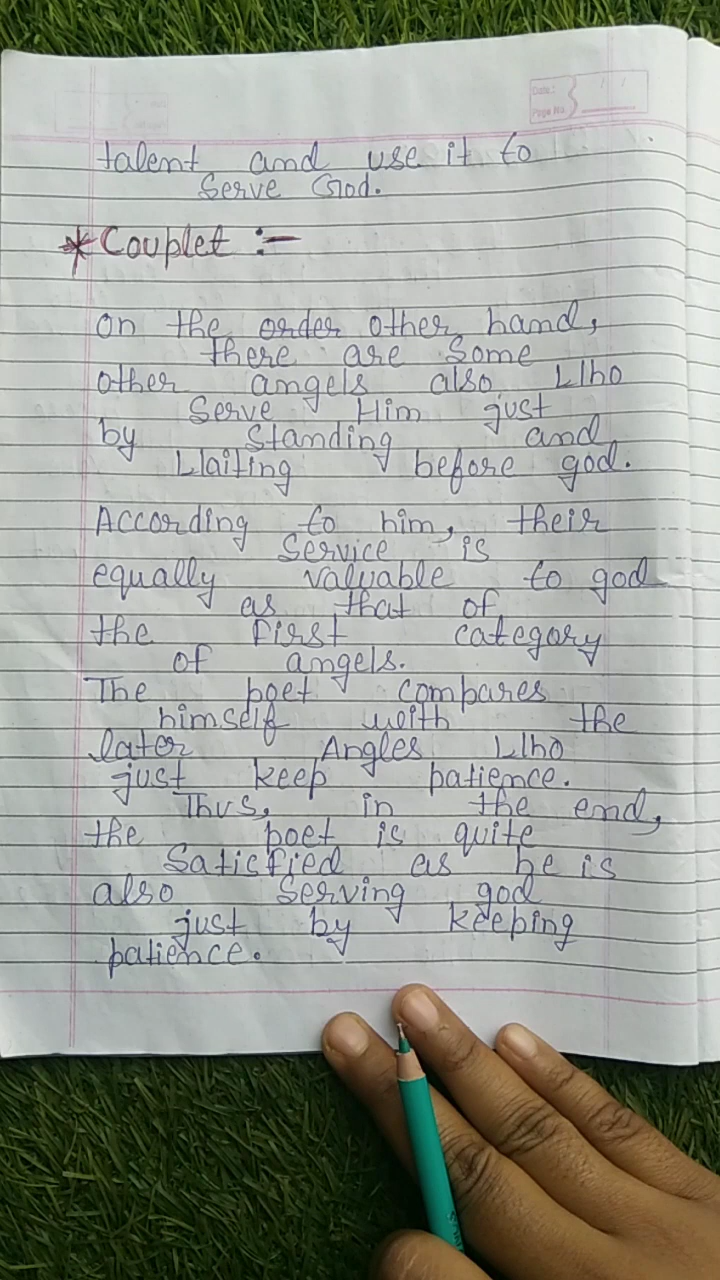 Date :
Page No.
talent and use it to
Serve God.
*Couplet :-
On the order other hand,
there are Some
other angels also Who
Serve Him just
by Standing and
Waiting before god.
According to him, their
Service is
equally valuable to god
as that of
the first category
of angels.
The poet compares
himself with the
later Angles Who
just keep patience.
Thus, in the end,
the poet is quite
Saticfied as he is
also Serving god
just by keeping
patience.